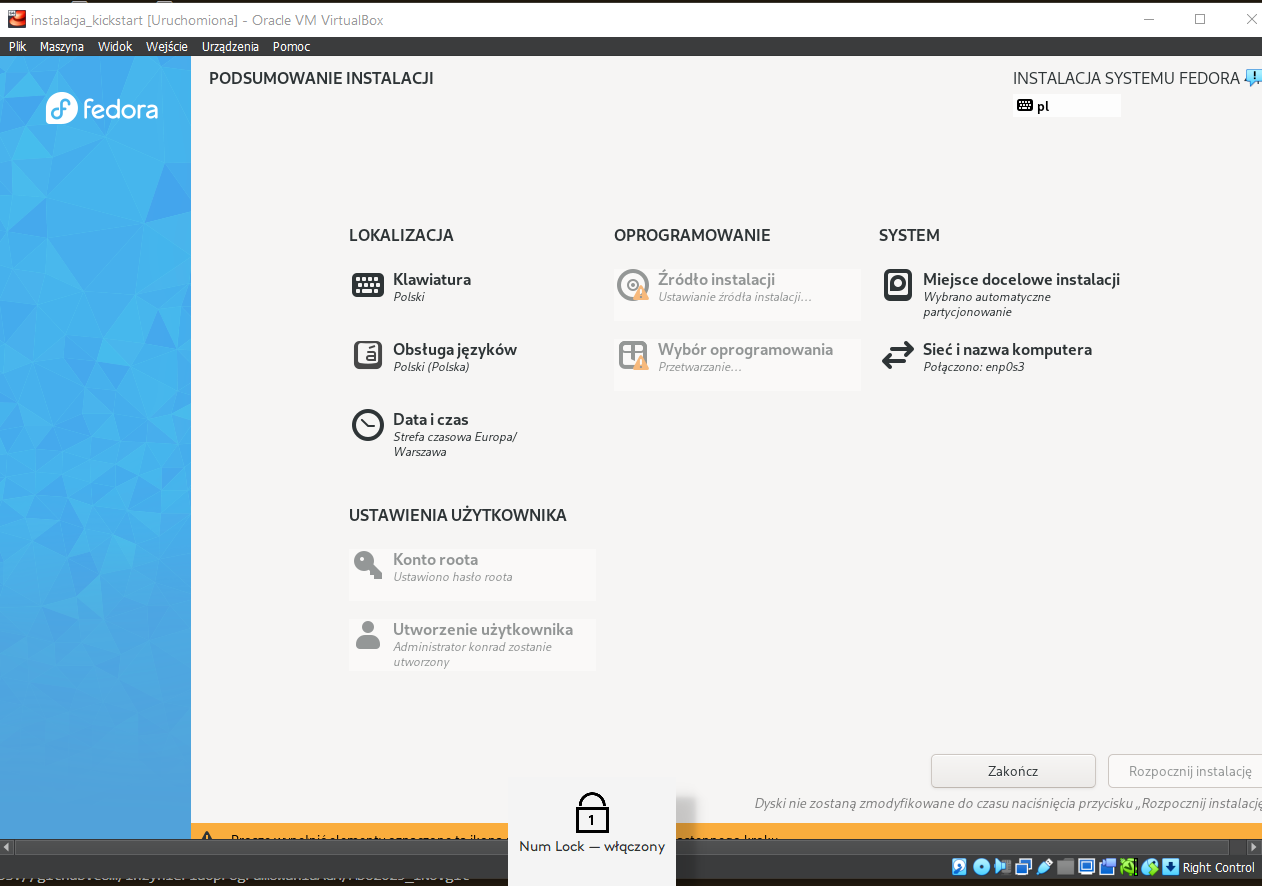 instalacja_kickstart [Uruchomiona] - Oracle VM VirtualBox
Plik Maszyna Widok Wejście Urządzenia Pomoc
fedora
PODSUMOWANIE INSTALACJI
INSTALACJA SYSTEMU FEDORA
pl
LOKALIZACJA
Klawiatura
Polski
Obsługa języków
Polski (Polska)
Data i czas
Strefa czasowa Europa/
Warszawa
OPROGRAMOWANIE
Źródło instalacji
Ustawianie źródła instalacji...
Wybór oprogramowania
Przetwarzanie...
SYSTEM
Miejsce docelowe instalacji
Wybrano automatyczne
partycjonowanie
Sieć i nazwa komputera
Połączono: enp0s3
USTAWIENIA UŻYTKOWNIKA
Konto roota
Ustawiono hasło roota
Utworzenie użytkownika
Administrator konrad zostanie
utworzony
Zakończ
Rozpocznij instalację
Dyski nie zostaną zmodyfikowane do czasu naciśnięcia przycisku „Rozpocznij instalację
1
Num Lock — włączony
Right Control